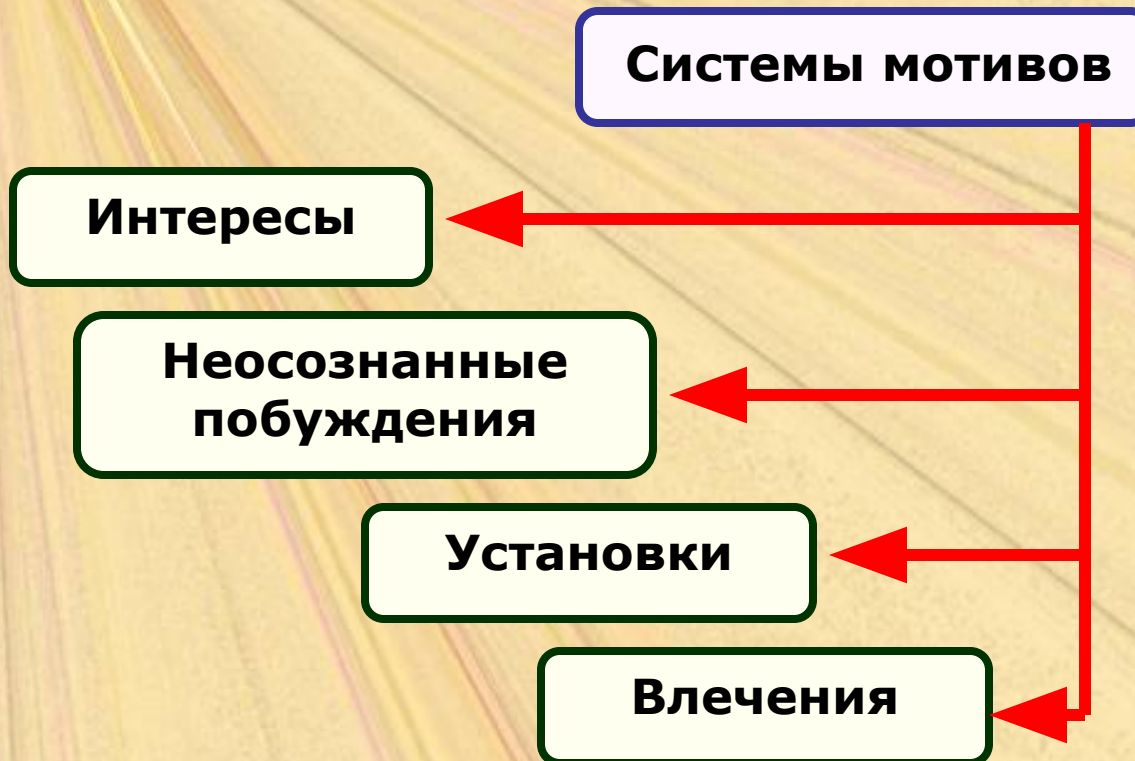 Системы мотивов
Интересы
Неосознанные
побуждения
Установки
Влечения